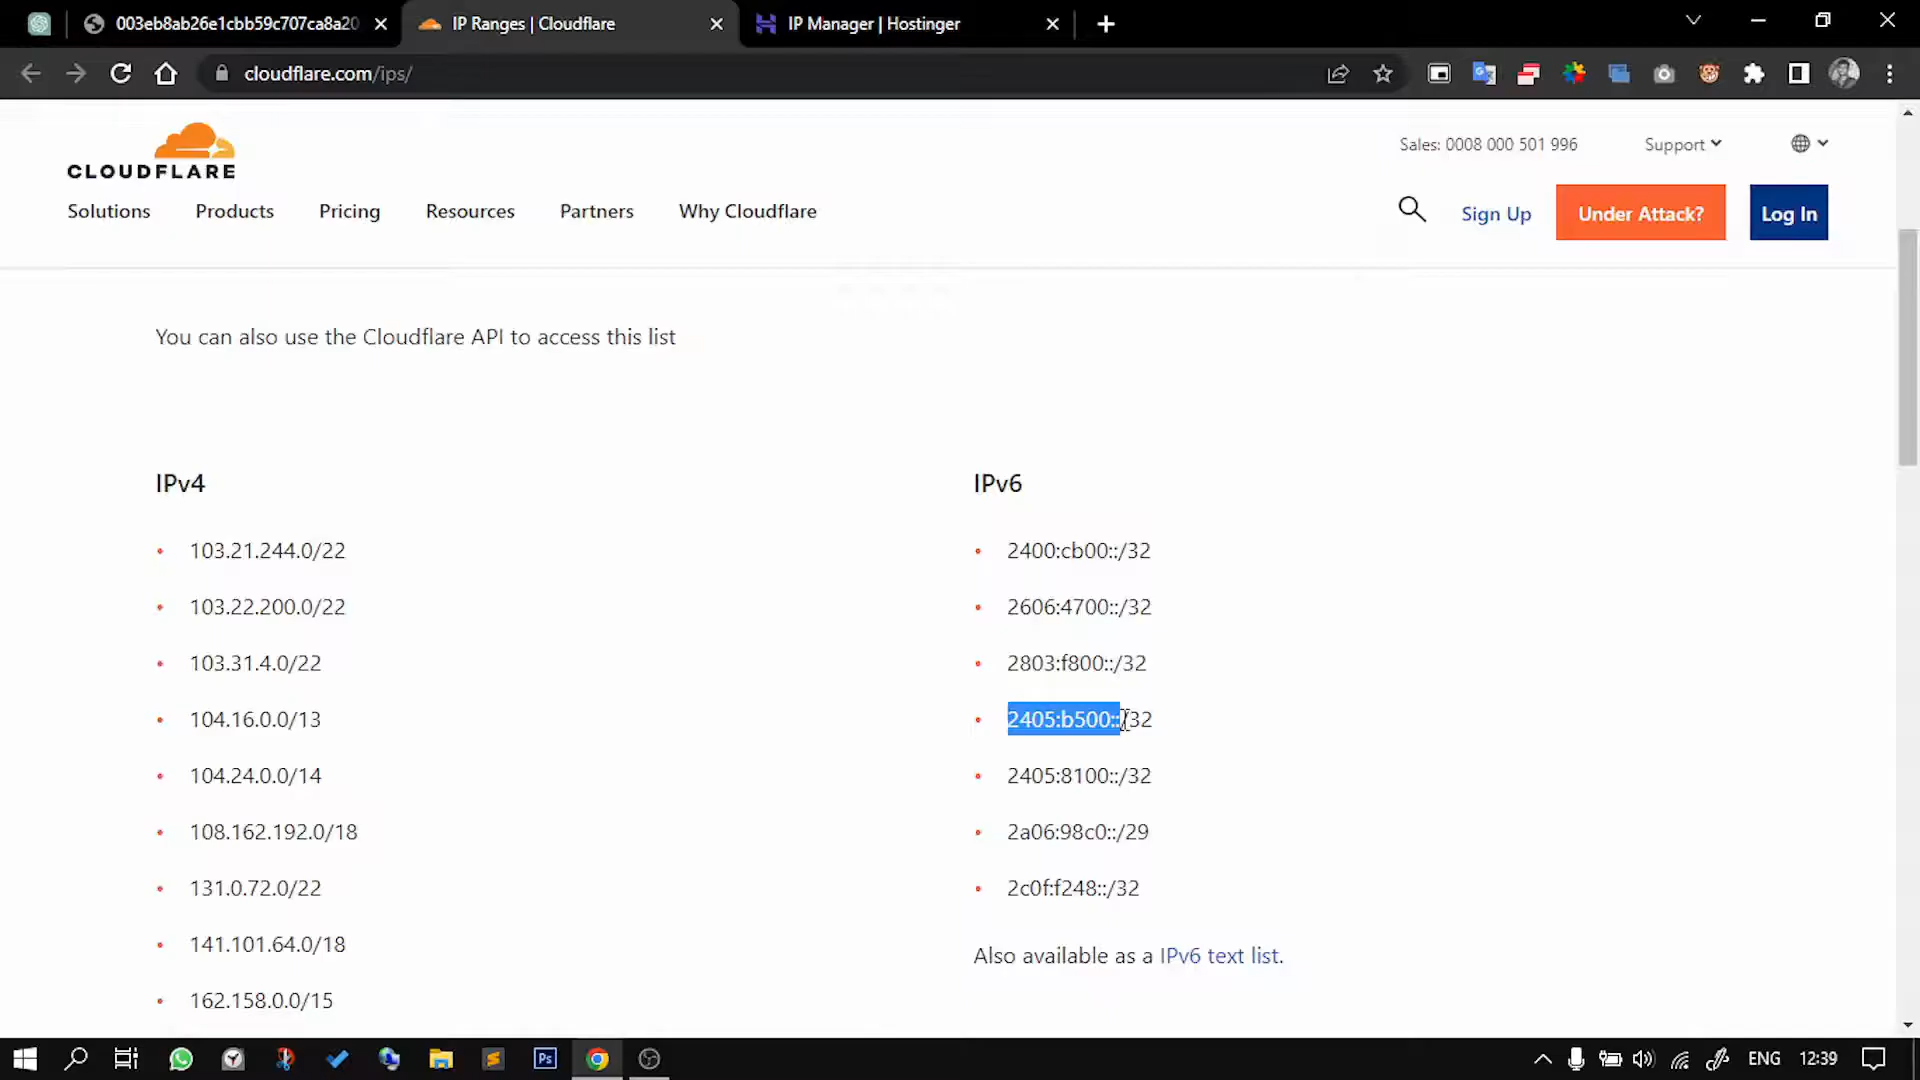 003eb8ab26e1cbb59c707ca8a20
IP Ranges | Cloudflare
IP Manager | Hostinger
cloudflare.com/ips/
CLOUDFLARE
Sales: 0008 000 501 996
Support
Solutions
Products
Pricing
Resources
Partners
Why Cloudflare
Sign Up
Under Attack?
Log In
You can also use the Cloudflare API to access this list
IPv4
103.21.244.0/22
103.22.200.0/22
103.31.4.0/22
104.16.0.0/13
104.24.0.0/14
108.162.192.0/18
131.0.72.0/22
141.101.64.0/18
162.158.0.0/15
IPv6
2400:cb00::/32
2606:4700::/32
2803:f800::/32
2405:b500::/32
2405:8100::/32
2a06:98c0::/29
2c0f:f248::/32
Also available as a IPv6 text list.
Ps
ENG
12:39